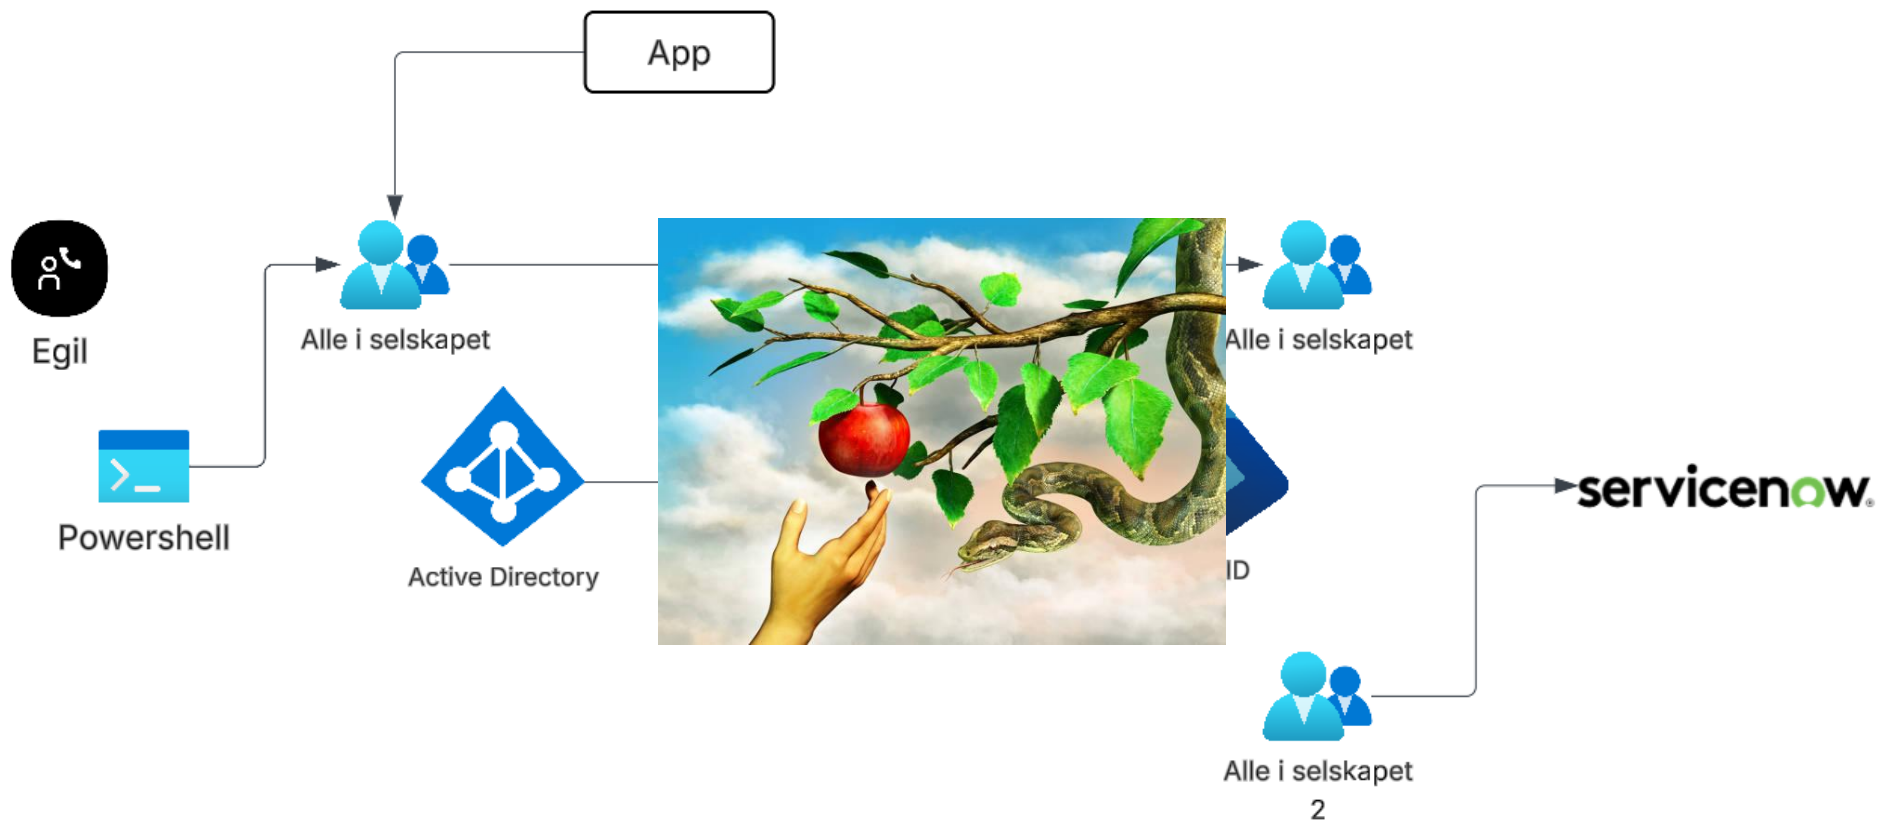 App
Egil
Alle i selskapet
Alle i selskapet
Powershell
Active Directory
ID
servicenow
Alle i selskapet
2